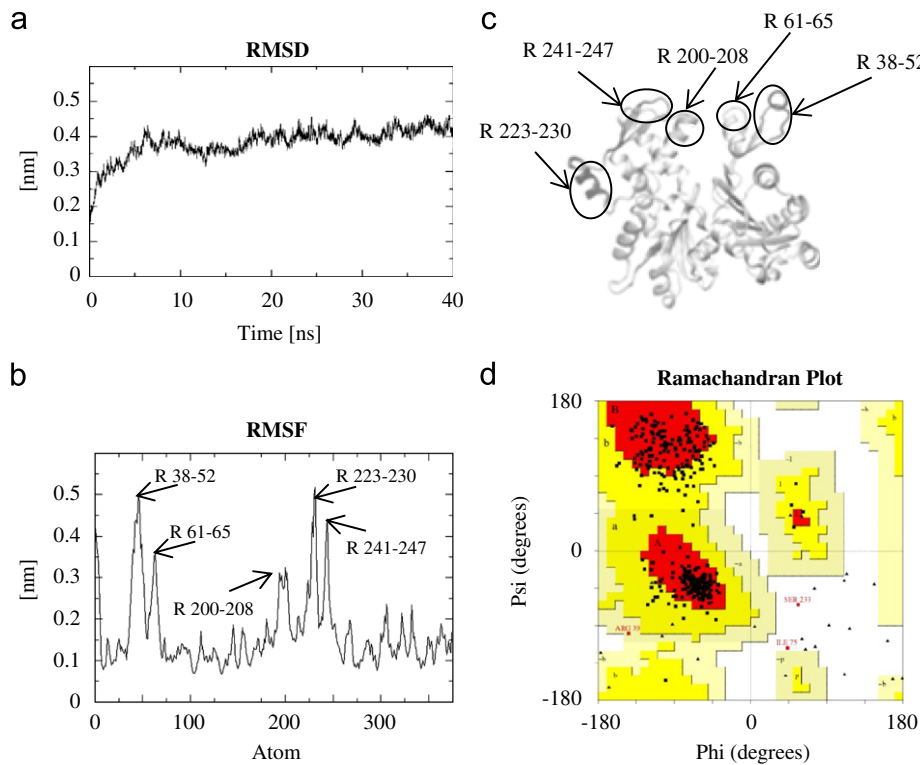 a
RMSD
0.5
0.4
0.3
0.2
0.1
0
[nm]
0 10 20 30 40
Time [ns]
b
RMSF
R 38-52
R 61-65
R 200-208
R 223-230
R 241-247
0.5
0.4
0.3
0.2
0.1
0
[nm]
0 100 200 300
Atom
c
R 61-65
R 241-247
R 200-208
R 38-52
R 223-230
d
Ramachandran Plot
180
0
-180
Psi (degrees)
B
b
a
A
l
SER 233
ARG 39
ILE 75
b
p
-180 0 180
Phi (degrees)